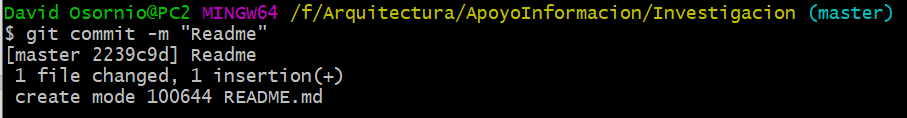 David Osornio@PC2 MINGW64 /f/Arquitectura/ApoyoInformacion/Investigacion (master)
$ git commit -m "Readme"
[master 2239c9d] Readme
 1 file changed, 1 insertion(+)
 create mode 100644 README.md